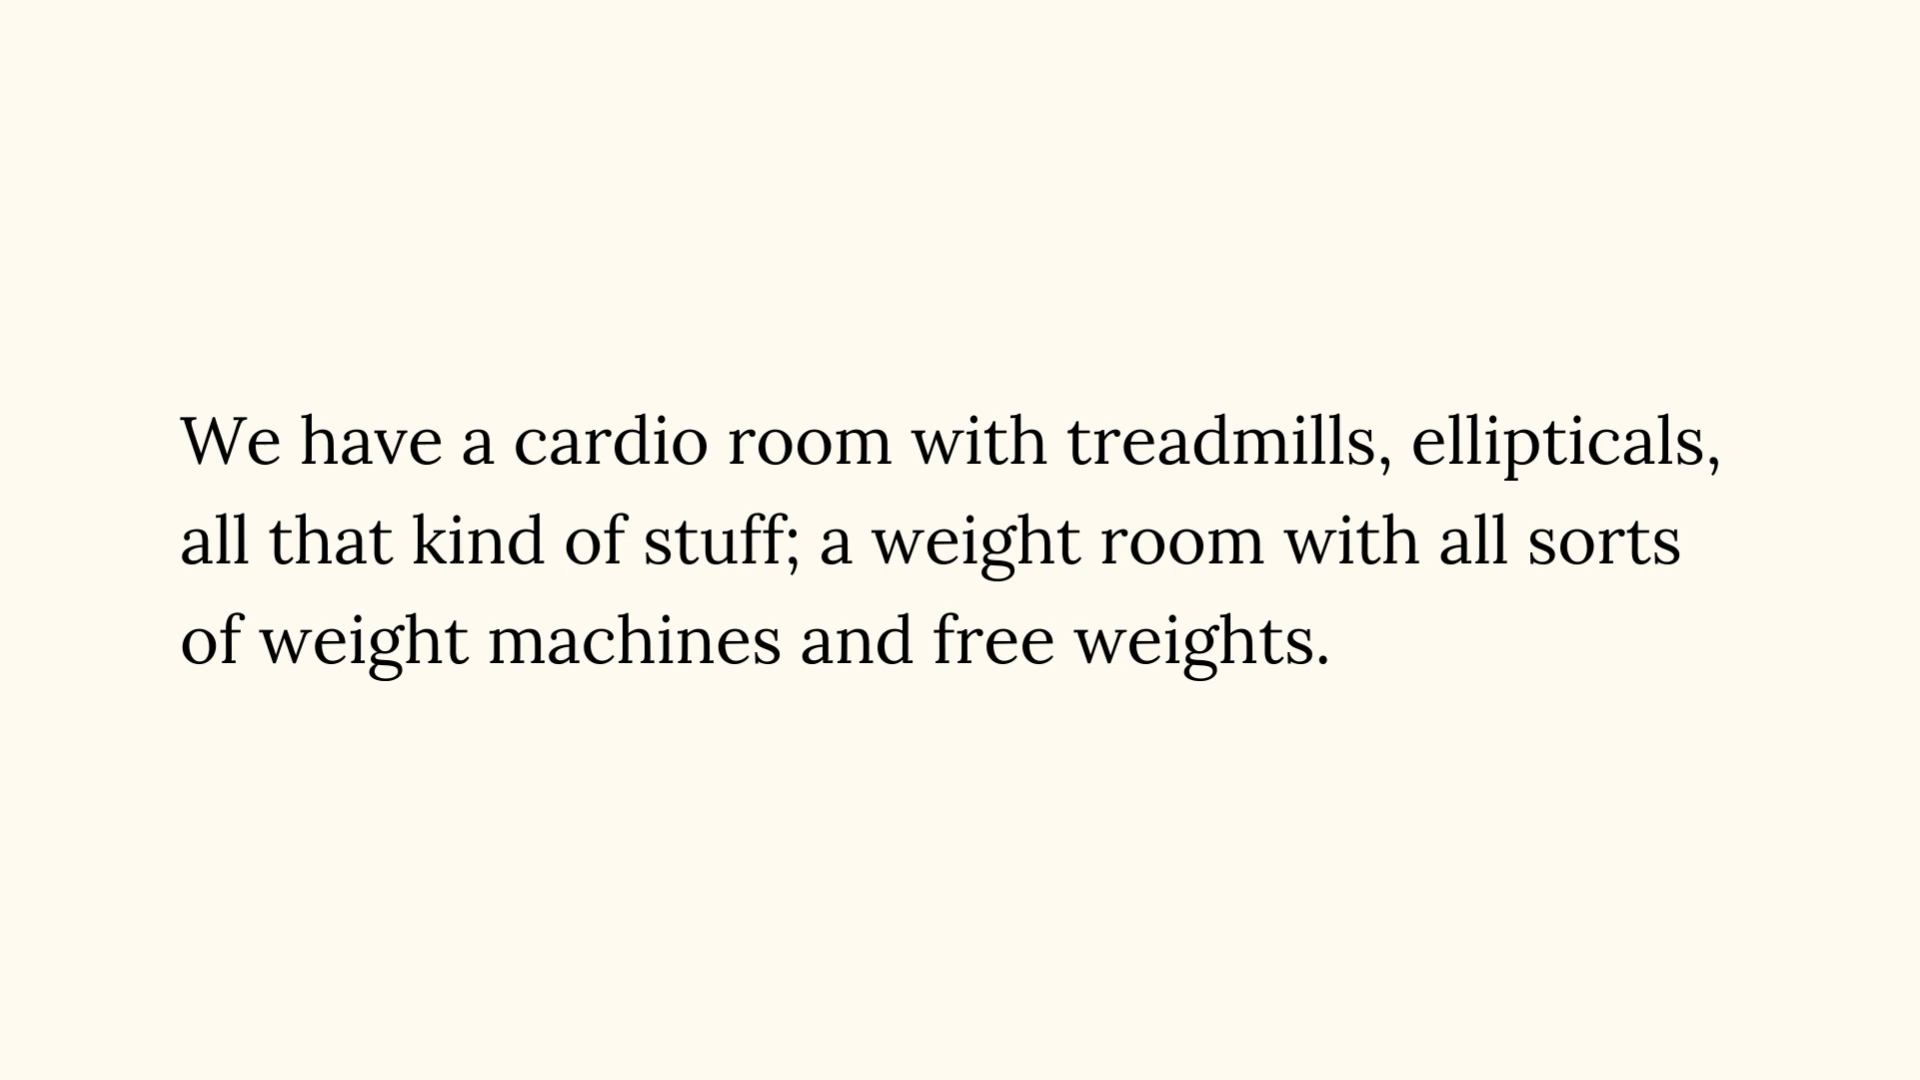 We have a cardio room with treadmills, ellipticals,
all that kind of stuff; a weight room with all sorts
of weight machines and free weights.